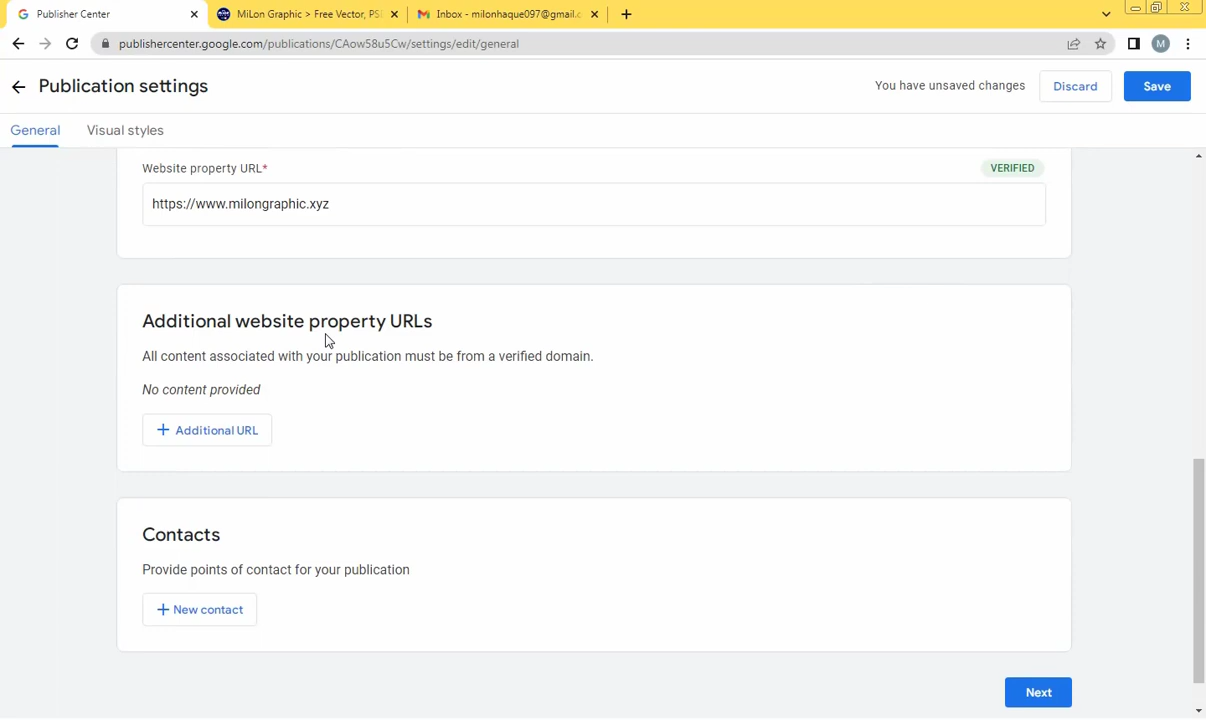 Publisher Center
MiLon Graphic > Free Vector, PS
Inbox - milonhaque097@gmail.c
publishercenter.google.com/publications/CAow58u5Cw/settings/edit/general
M
Publication settings
You have unsaved changes
Discard
Save
General
Visual styles
Website property URL*
VERIFIED
https://www.milongraphic.xyz
Additional website property URLs
All content associated with your publication must be from a verified domain.
No content provided
+ Additional URL
Contacts
Provide points of contact for your publication
+ New contact
Next